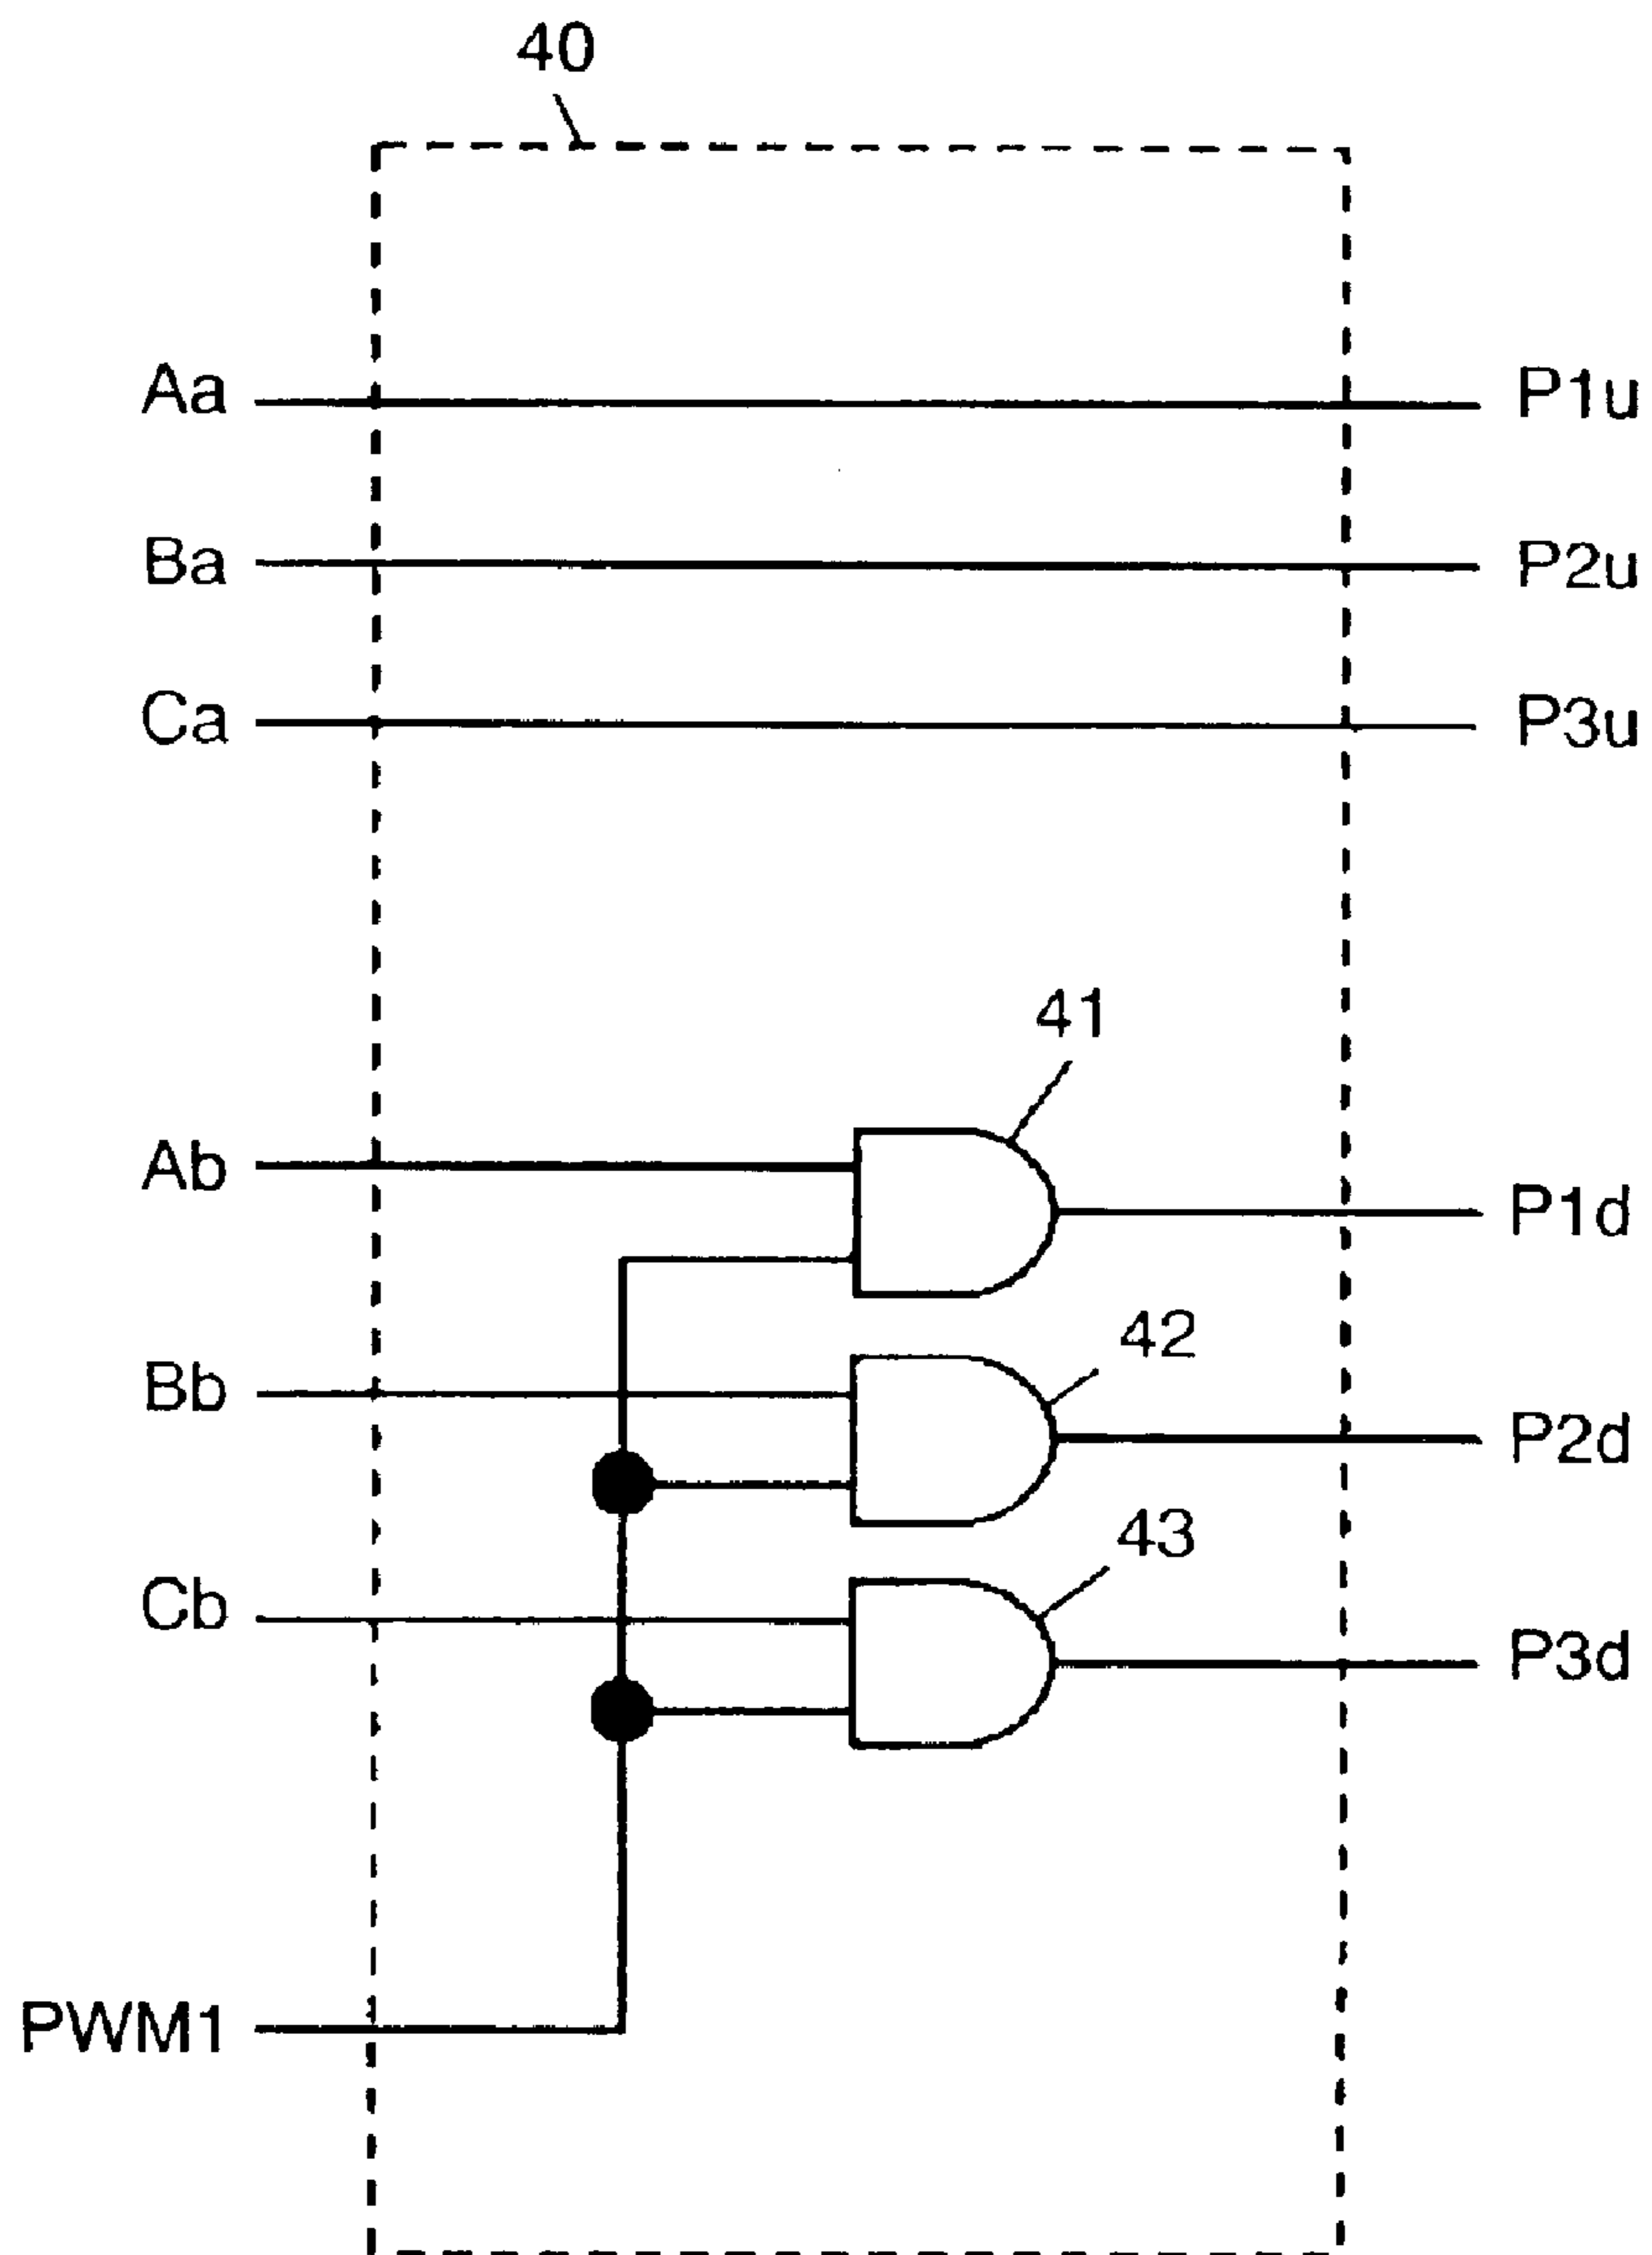 40
Aa P1u
Ba P2u
Ca P3u
41
Ab P1d
42
Bb P2d
43
Cb P3d
PWM1